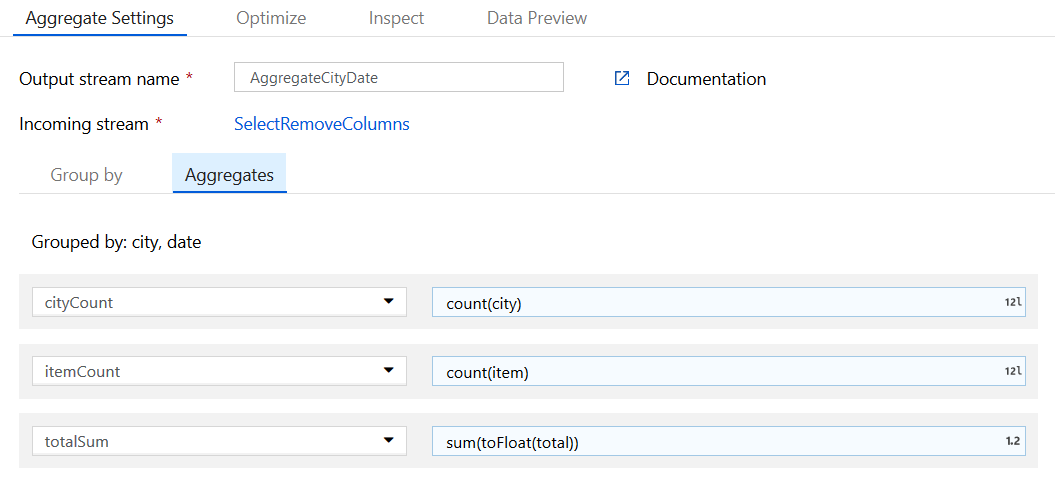 Aggregate Settings Optimize Inspect Data Preview
Output stream name * AggregateCityDate Documentation
Incoming stream * SelectRemoveColumns
Group by Aggregates
Grouped by: city, date
cityCount count(city) 12l
itemCount count(item) 12l
totalSum sum(toFloat(total)) 1.2